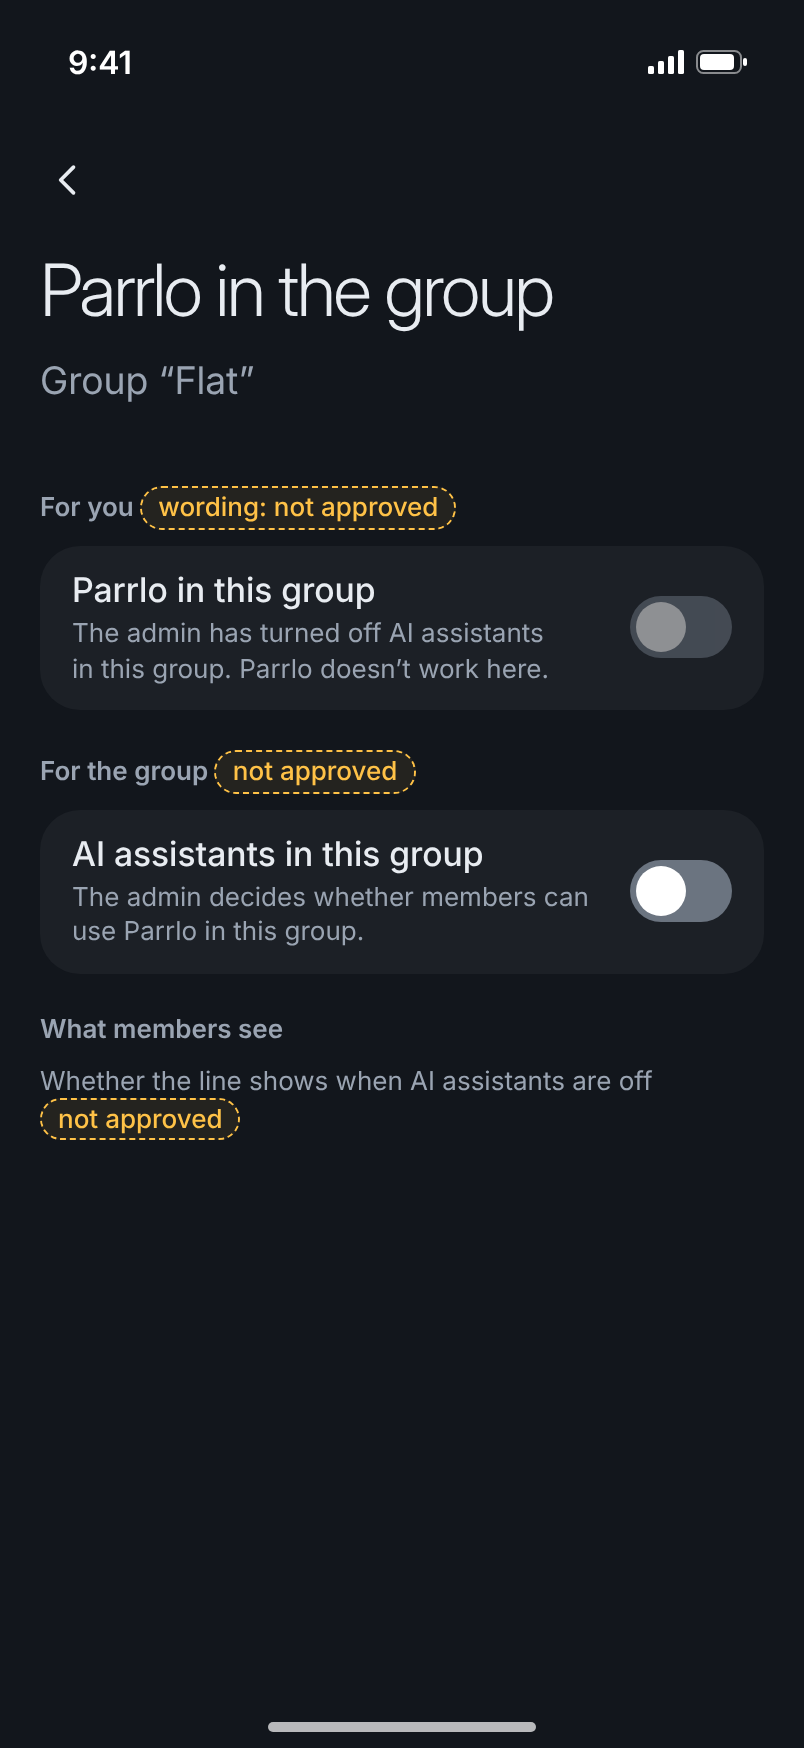 9:41
Parrlo in the group
Group “Flat”
For you wording: not approved
Parrlo in this group
The admin has turned off AI assistants
in this group. Parrlo doesn’t work here.
For the group not approved
AI assistants in this group
The admin decides whether members can
use Parrlo in this group.
What members see
Whether the line shows when AI assistants are off
not approved